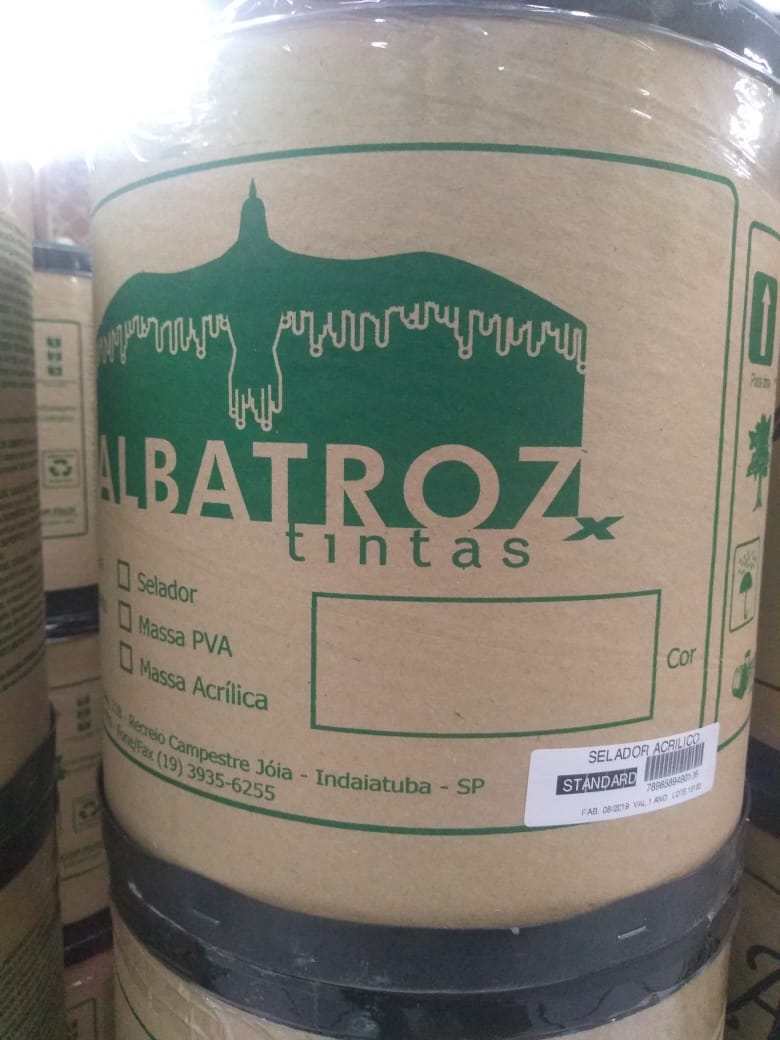 ALBATROZ
tintas
Selador
Massa PVA
Massa Acrílica
Cor
- Recreio Campestre Jóia - Indaiatuba - SP
Fone/Fax (19) 3935-6255
SELADOR ACRILICO
STANDARD
FAB: 08/2019 VAL 1 ANO LOTE